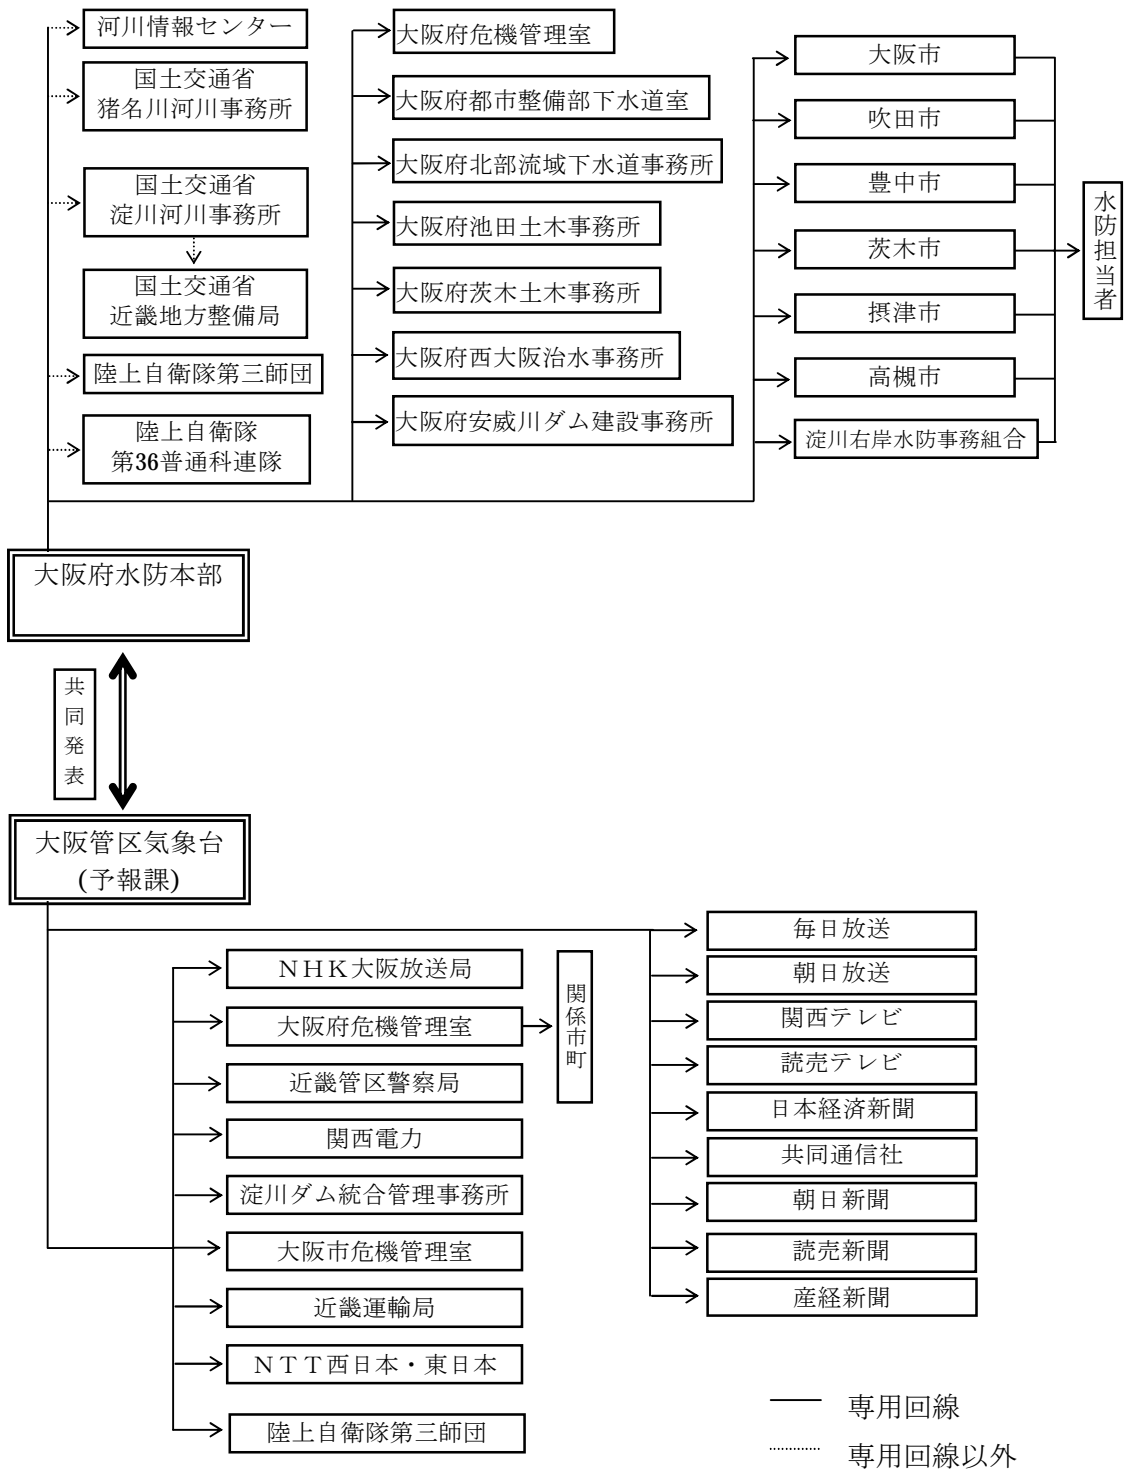 河川情報センター
国土交通省
猪名川河川事務所
国土交通省
淀川河川事務所
国土交通省
近畿地方整備局
陸上自衛隊第三師団
陸上自衛隊
第36普通科連隊
大阪府危機管理室
大阪府都市整備部下水道室
大阪府北部流域下水道事務所
大阪府池田土木事務所
大阪府茨木土木事務所
大阪府西大阪治水事務所
大阪府安威川ダム建設事務所
大阪市
吹田市
豊中市
茨木市
摂津市
高槻市
淀川右岸水防事務組合
水防担当者
大阪府水防本部
共同発表
大阪管区気象台
(予報課)
NHK大阪放送局
大阪府危機管理室
近畿管区警察局
関西電力
淀川ダム統合管理事務所
大阪市危機管理室
近畿運輸局
NTT西日本・東日本
陸上自衛隊第三師団
関係市町
毎日放送
朝日放送
関西テレビ
読売テレビ
日本経済新聞
共同通信社
朝日新聞
読売新聞
産経新聞
専用回線
専用回線以外